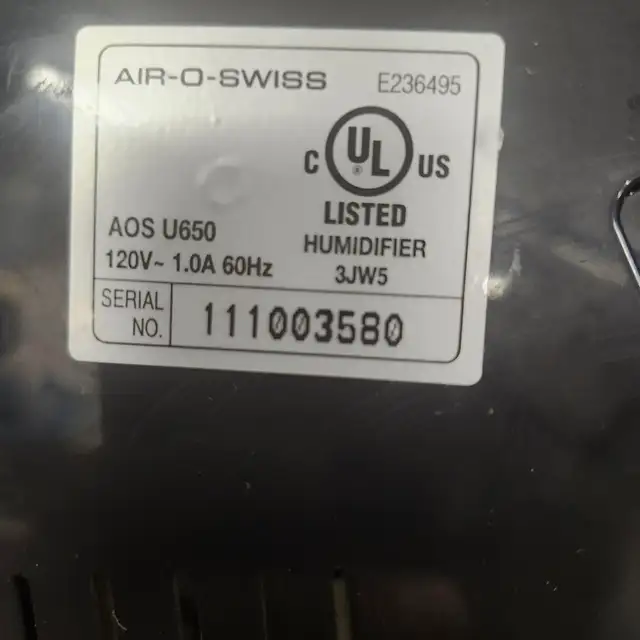 AIR-O-SWISS E236495
C UL ® US
LISTED
AOS U650 HUMIDIFIER
120V~ 1.0A 60Hz 3JW5
SERIAL NO. 111003580